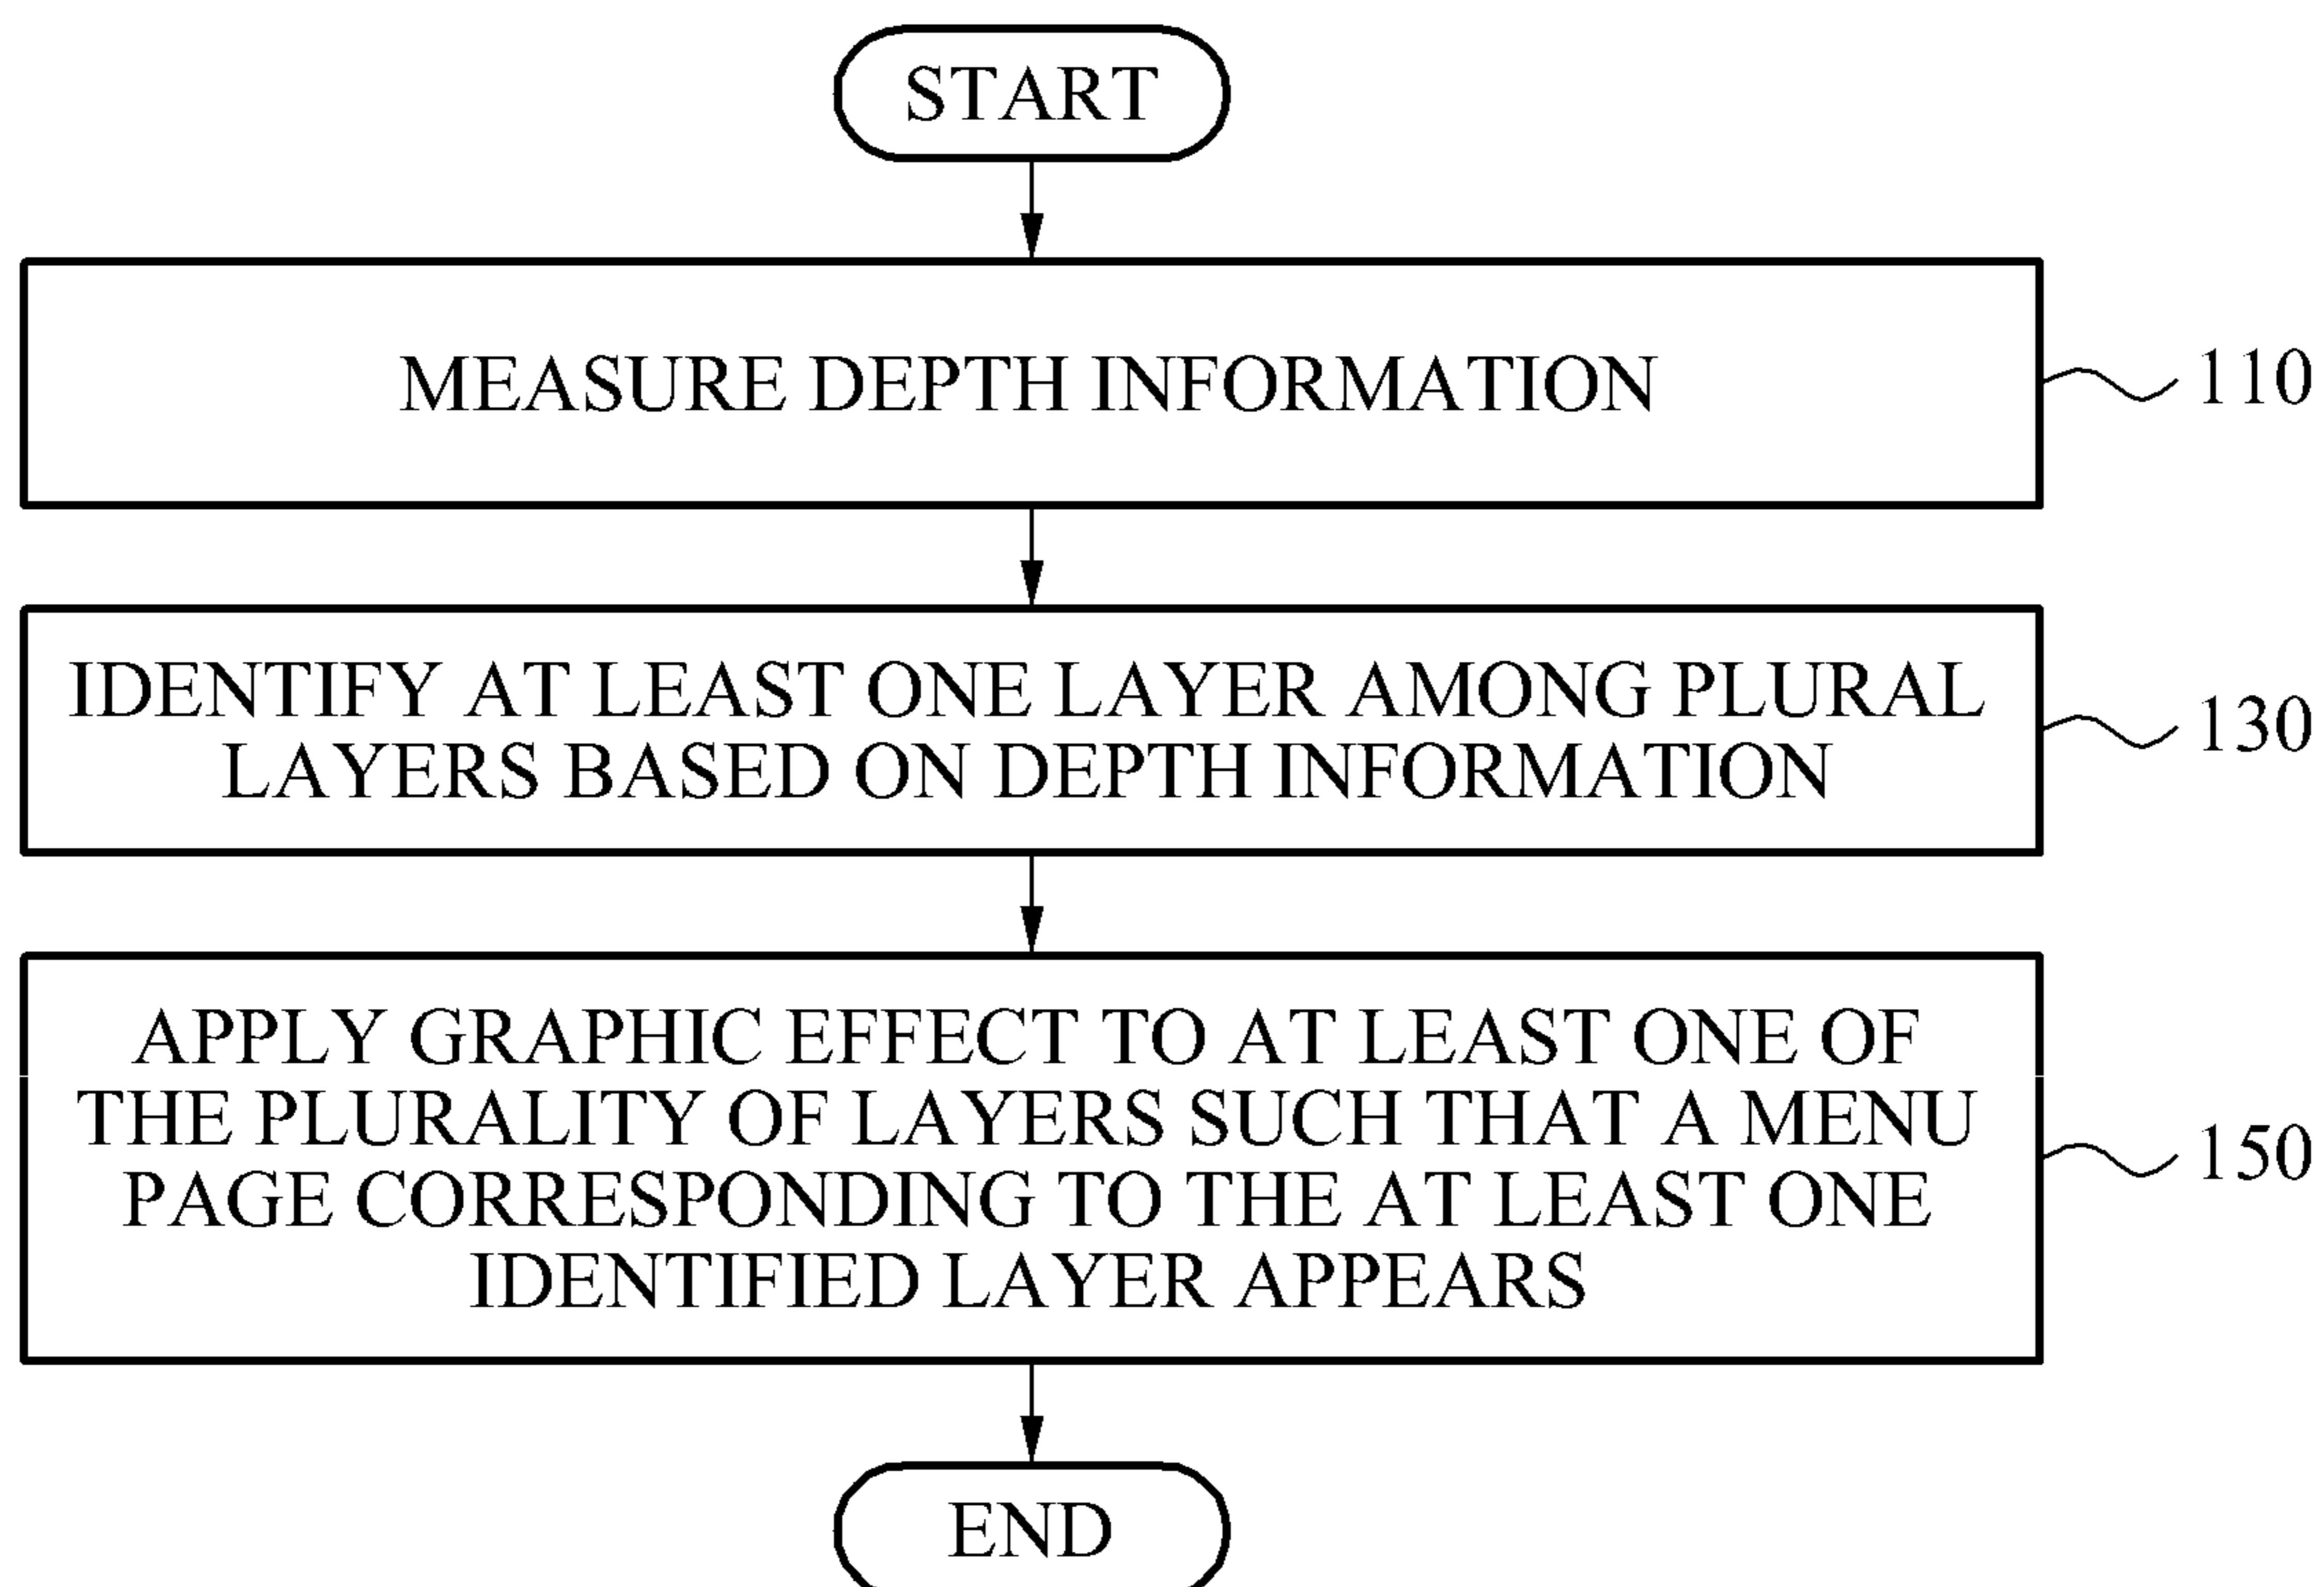 START
MEASURE DEPTH INFORMATION
110
IDENTIFY AT LEAST ONE LAYER AMONG PLURAL
LAYERS BASED ON DEPTH INFORMATION
130
APPLY GRAPHIC EFFECT TO AT LEAST ONE OF
THE PLURALITY OF LAYERS SUCH THAT A MENU
PAGE CORRESPONDING TO THE AT LEAST ONE
IDENTIFIED LAYER APPEARS
150
END